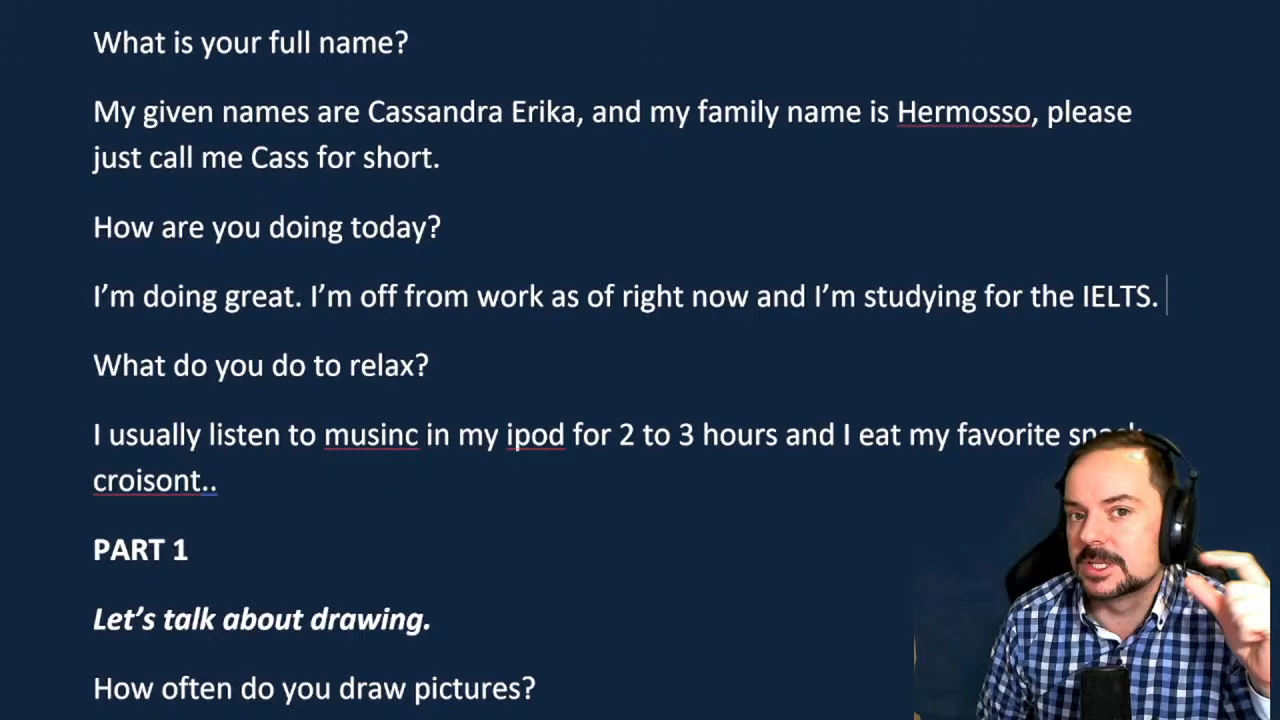 What is your full name?
My given names are Cassandra Erika, and my family name is Hermosso, please
just call me Cass for short.
How are you doing today?
I'm doing great. I'm off from work as of right now and I'm studying for the IELTS.
What do you do to relax?
I usually listen to musinc in my ipod for 2 to 3 hours and I eat my favorite snack
croisont..
PART 1
Let's talk about drawing.
How often do you draw pictures?